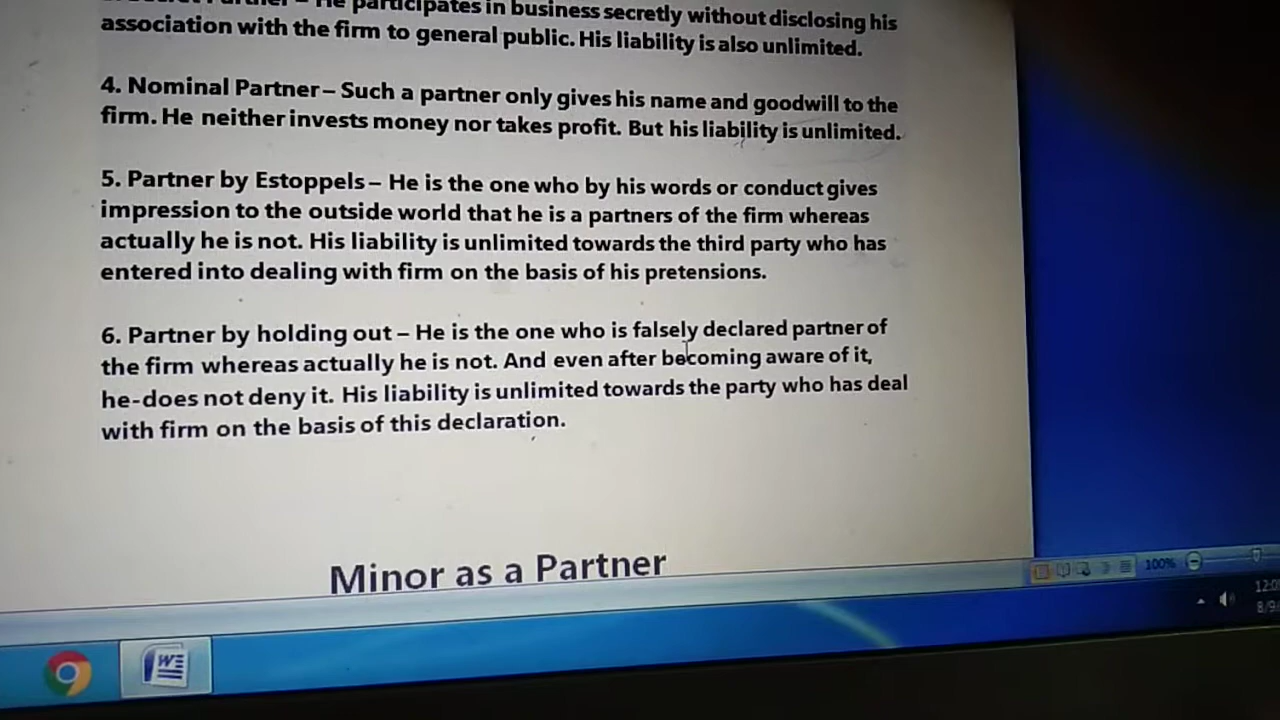 He participates in business secretly without disclosing his
association with the firm to general public. His liability is also unlimited.
4. Nominal Partner – Such a partner only gives his name and goodwill to the
firm. He neither invests money nor takes profit. But his liability is unlimited.
5. Partner by Estoppels – He is the one who by his words or conduct gives
impression to the outside world that he is a partners of the firm whereas
actually he is not. His liability is unlimited towards the third party who has
entered into dealing with firm on the basis of his pretensions.
6. Partner by holding out – He is the one who is falsely declared partner of
the firm whereas actually he is not. And even after becoming aware of it,
he-does not deny it. His liability is unlimited towards the party who has deal
with firm on the basis of this declaration.
Minor as a Partner
100%